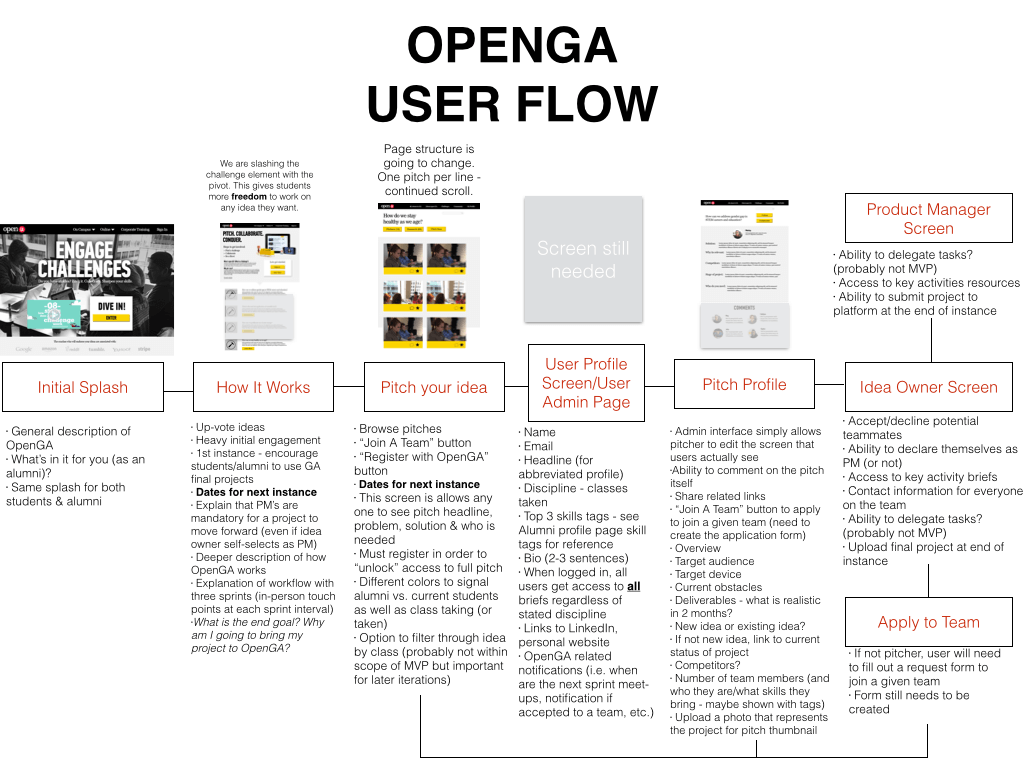 OPENGA
USER FLOW
We are slashing the
challenge element with the
pivot. This gives students
more freedom to work on
any idea they want.
Page structure is
going to change.
One pitch per line -
continued scroll.
open
On Campus
Online
Corporate Training
Sign In
ENGAGE
CHALLENGES
DIVE IN!
ENTER
PITCH. COLLABORATE.
CONQUER.
How do we stay
healthy as we age?
Screen still
needed
COMMENTS
Product Manager
Screen
· Ability to delegate tasks?
(probably not MVP)
· Access to key activities resources
· Ability to submit project to
platform at the end of instance
Initial Splash
· General description of
OpenGA
· What's in it for you (as an
alumni)?
· Same splash for both
students & alumni
How It Works
· Up-vote ideas
· Heavy initial engagement
· 1st instance - encourage
students/alumni to use GA
final projects
· Dates for next instance
· Explain that PM's are
mandatory for a project to
move forward (even if idea
owner self-selects as PM)
· Deeper description of how
OpenGA works
· Explanation of workflow with
three sprints (in-person touch
points at each sprint interval)
·What is the end goal? Why
am I going to bring my
project to OpenGA?
Pitch your idea
· Browse pitches
· “Join A Team” button
· “Register with OpenGA”
button
· Dates for next instance
· This screen is allows any
one to see pitch headline,
problem, solution & who is
needed
· Must register in order to
“unlock” access to full pitch
· Different colors to signal
alumni vs. current students
as well as class taking (or
taken)
· Option to filter through idea
by class (probably not within
scope of MVP but important
for later iterations)
User Profile
Screen/User
Admin Page
· Name
· Email
· Headline (for
abbreviated profile)
· Discipline - classes
taken
· Top 3 skills tags - see
Alumni profile page skill
tags for reference
· Bio (2-3 sentences)
· When logged in, all
users get access to all
briefs regardless of
stated discipline
· Links to LinkedIn,
personal website
· OpenGA related
notifications (i.e. when
are the next sprint meet-
ups, notification if
accepted to a team, etc.)
Pitch Profile
· Admin interface simply allows
pitcher to edit the screen that
users actually see
·Ability to comment on the pitch
itself
· Share related links
· “Join A Team” button to apply
to join a given team (need to
create the application form)
· Overview
· Target audience
· Target device
· Current obstacles
· Deliverables - what is realistic
in 2 months?
· New idea or existing idea?
· If not new idea, link to current
status of project
· Competitors?
· Number of team members (and
who they are/what skills they
bring - maybe shown with tags)
· Upload a photo that represents
the project for pitch thumbnail
Idea Owner Screen
· Accept/decline potential
teammates
· Ability to declare themselves as
PM (or not)
· Access to key activity briefs
· Contact information for everyone
on the team
· Ability to delegate tasks?
(probably not MVP)
· Upload final project at end of
instance
Apply to Team
· If not pitcher, user will need
to fill out a request form to
join a given team
· Form still needs to be
created